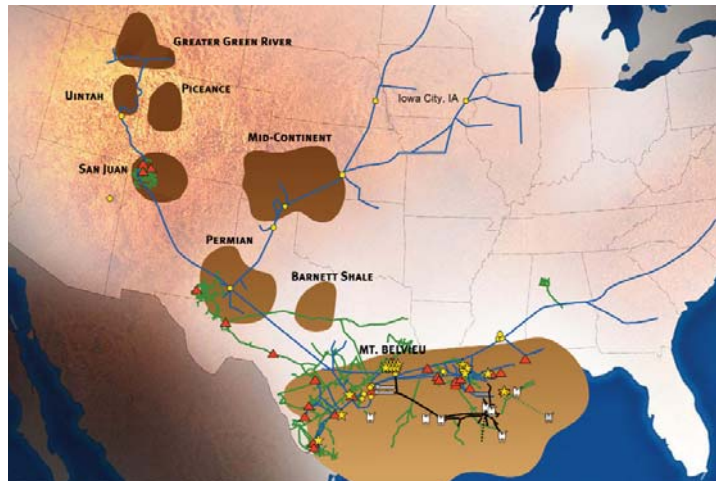 GREATER GREEN RIVER
UINTAH
PICEANCE
Iowa City, IA
MID-CONTINENT
SAN JUAN
PERMIAN
BARNETT SHALE
MT. BELVIEU